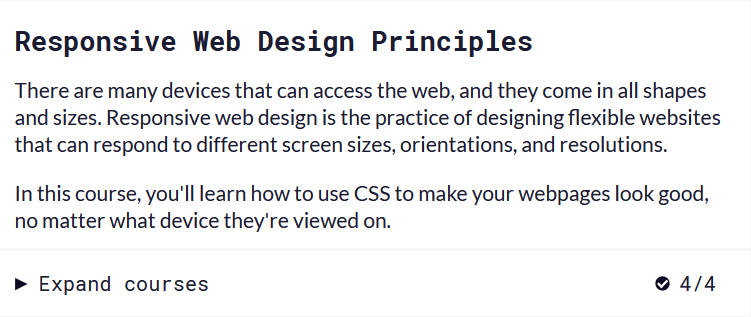 Responsive Web Design Principles
There are many devices that can access the web, and they come in all shapes
and sizes. Responsive web design is the practice of designing flexible websites
that can respond to different screen sizes, orientations, and resolutions.
In this course, you'll learn how to use CSS to make your webpages look good,
no matter what device they're viewed on.
Expand courses 4/4